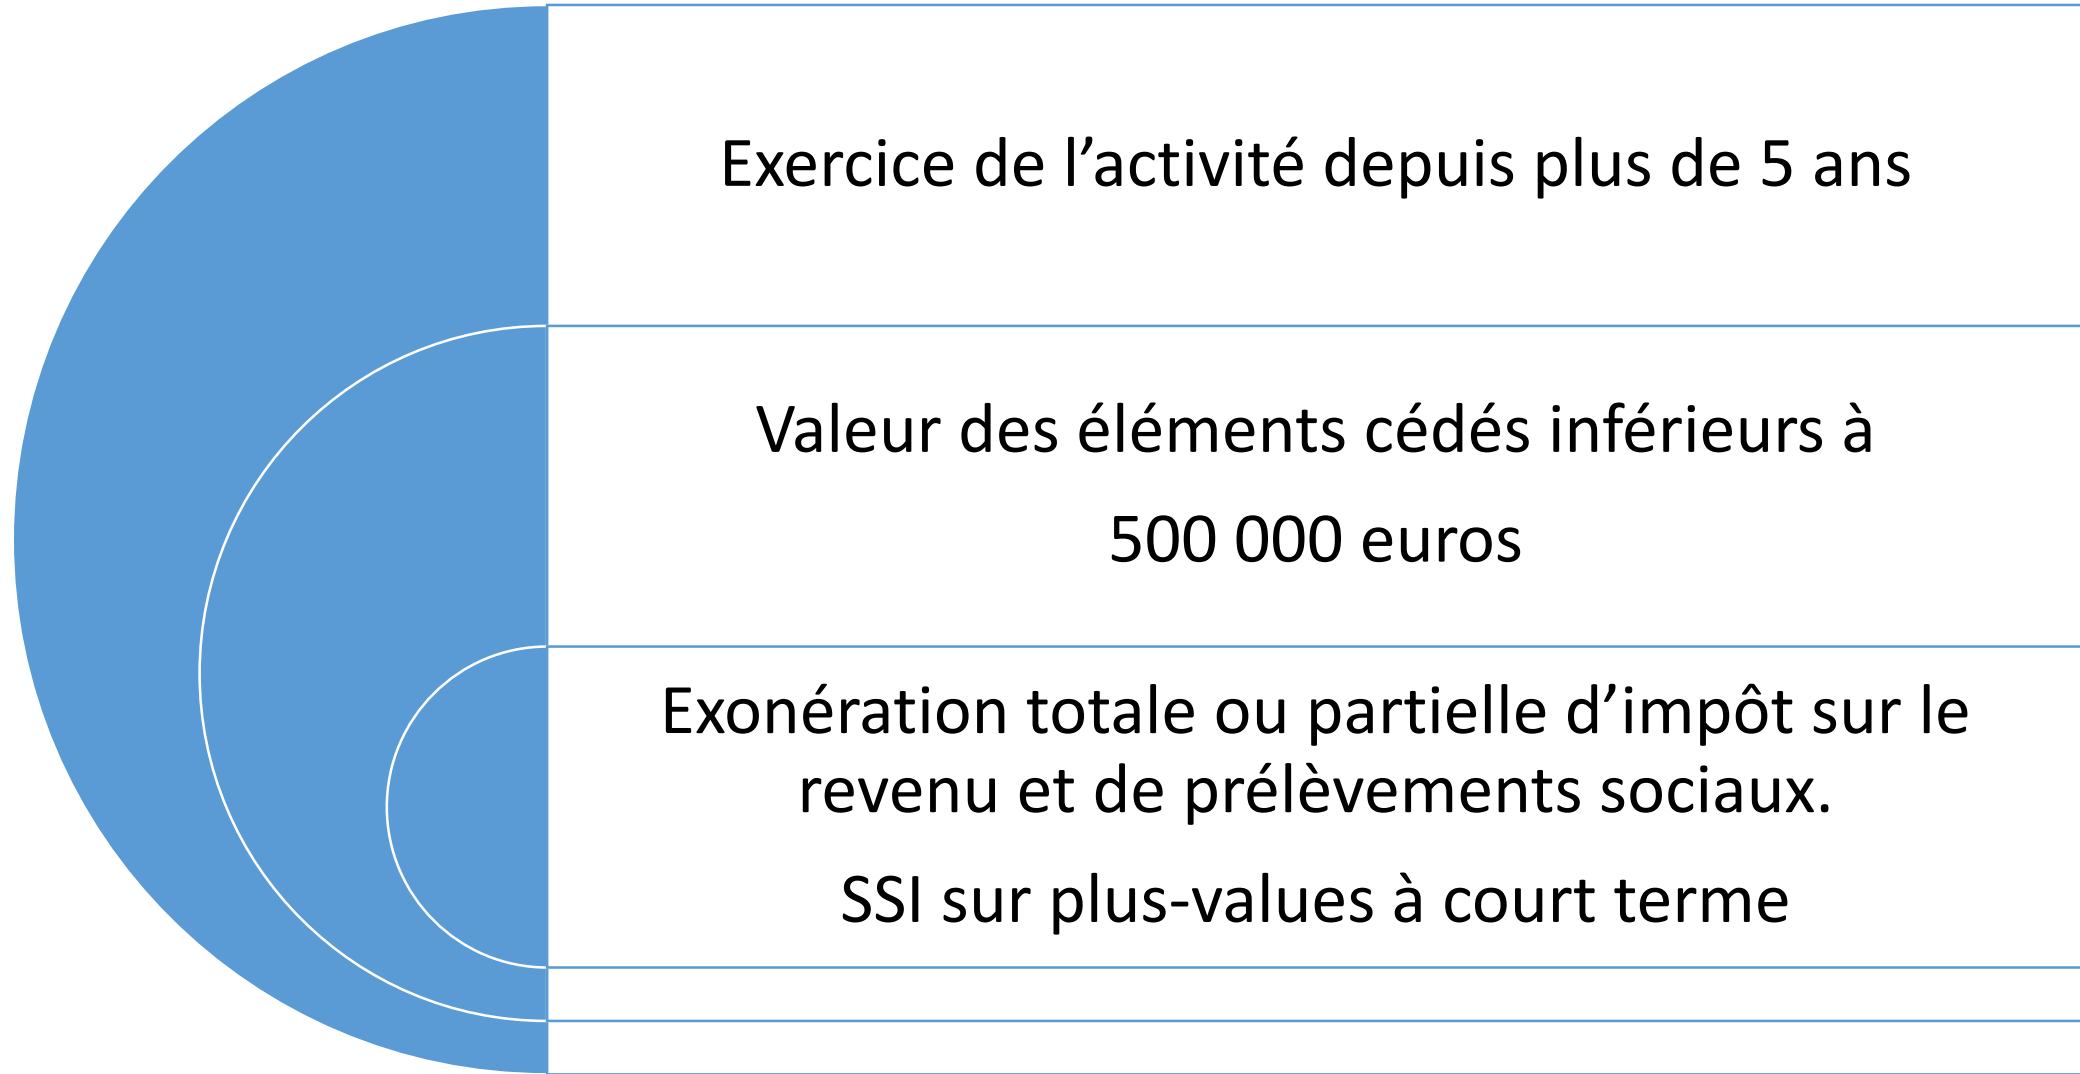 Exercice de l’activité depuis plus de 5 ans
Valeur des éléments cédés inférieurs à
500 000 euros
Exonération totale ou partielle d’impôt sur le
revenu et de prélèvements sociaux.
SSI sur plus-values à court terme